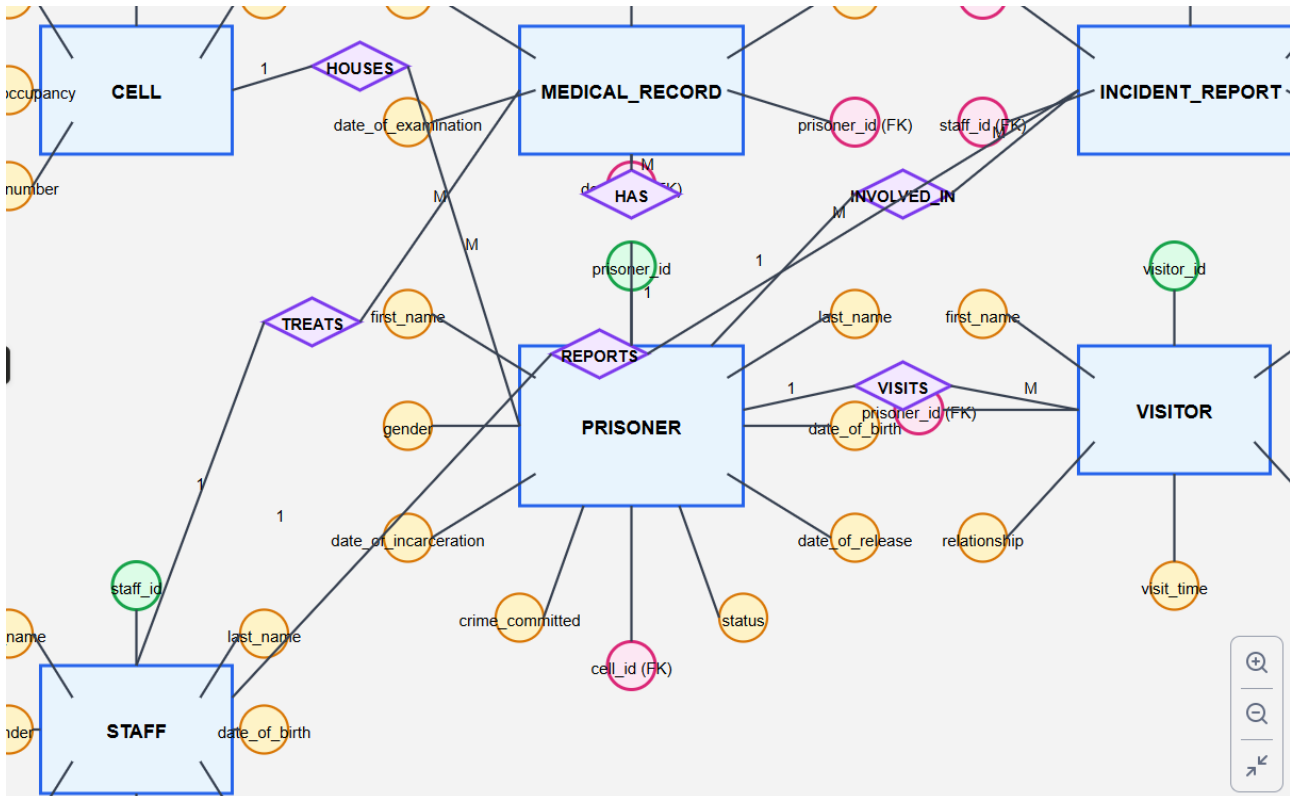 HOUSES
1
CELL
occupancy
MEDICAL_RECORD
INCIDENT_REPORT
date_of_examination
prisoner_id (FK)
staff_id (FK)
M
number
M
HAS
M
INVOLVED_IN
M
M
prisoner_id
1
visitor_id
1
first_name
TREATS
last_name
first_name
REPORTS
1
VISITS
M
prisoner_id (FK)
VISITOR
gender
PRISONER
date_of_birth
1
1
date_of_incarceration
date_of_release
relationship
staff_id
visit_time
crime_committed
status
name
last_name
cell_id (FK)
STAFF
date_of_birth
nder